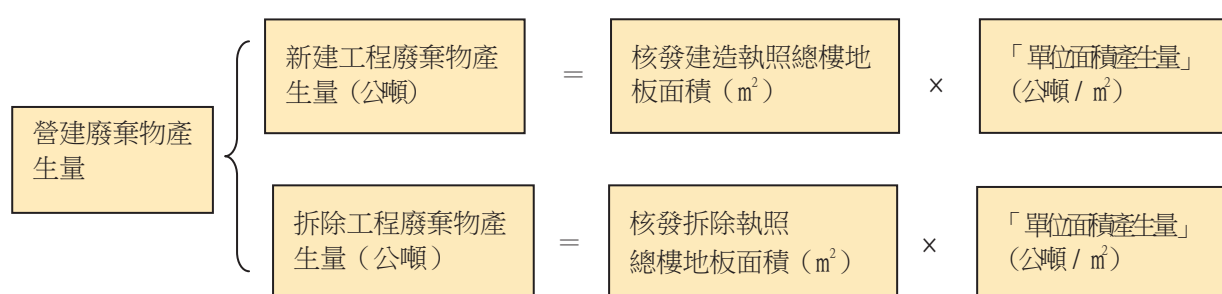 營建廢棄物產
生量
新建工程廢棄物產
生量（公噸）
＝
核發建造執照總樓地
板面積（m²）
×
「單位面積產生量」
（公噸 / m²）
拆除工程廢棄物產
生量（公噸）
＝
核發拆除執照
總樓地板面積（m²）
×
「單位面積產生量」
（公噸 / m²）